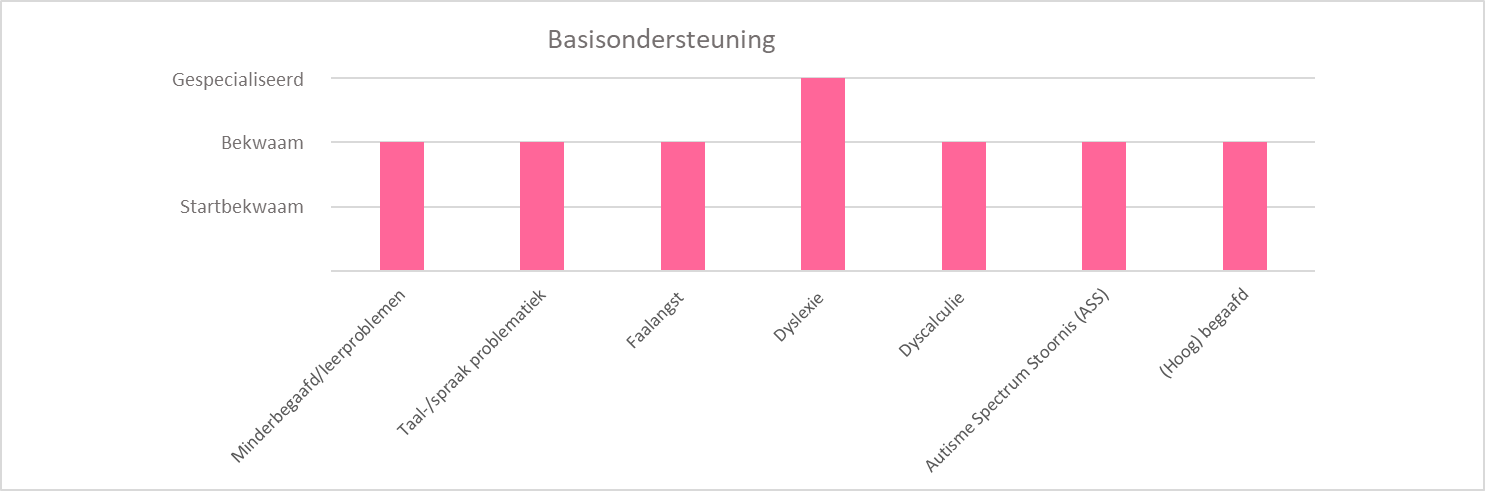 Basisondersteuning
Gespecialiseerd
Bekwaam
Startbekwaam
Minderbegaafd/leerproblemen
Taal-/spraak problematiek
Faalangst
Dyslexie
Dyscalculie
Autisme Spectrum Stoornis (ASS)
(Hoog) begaafd